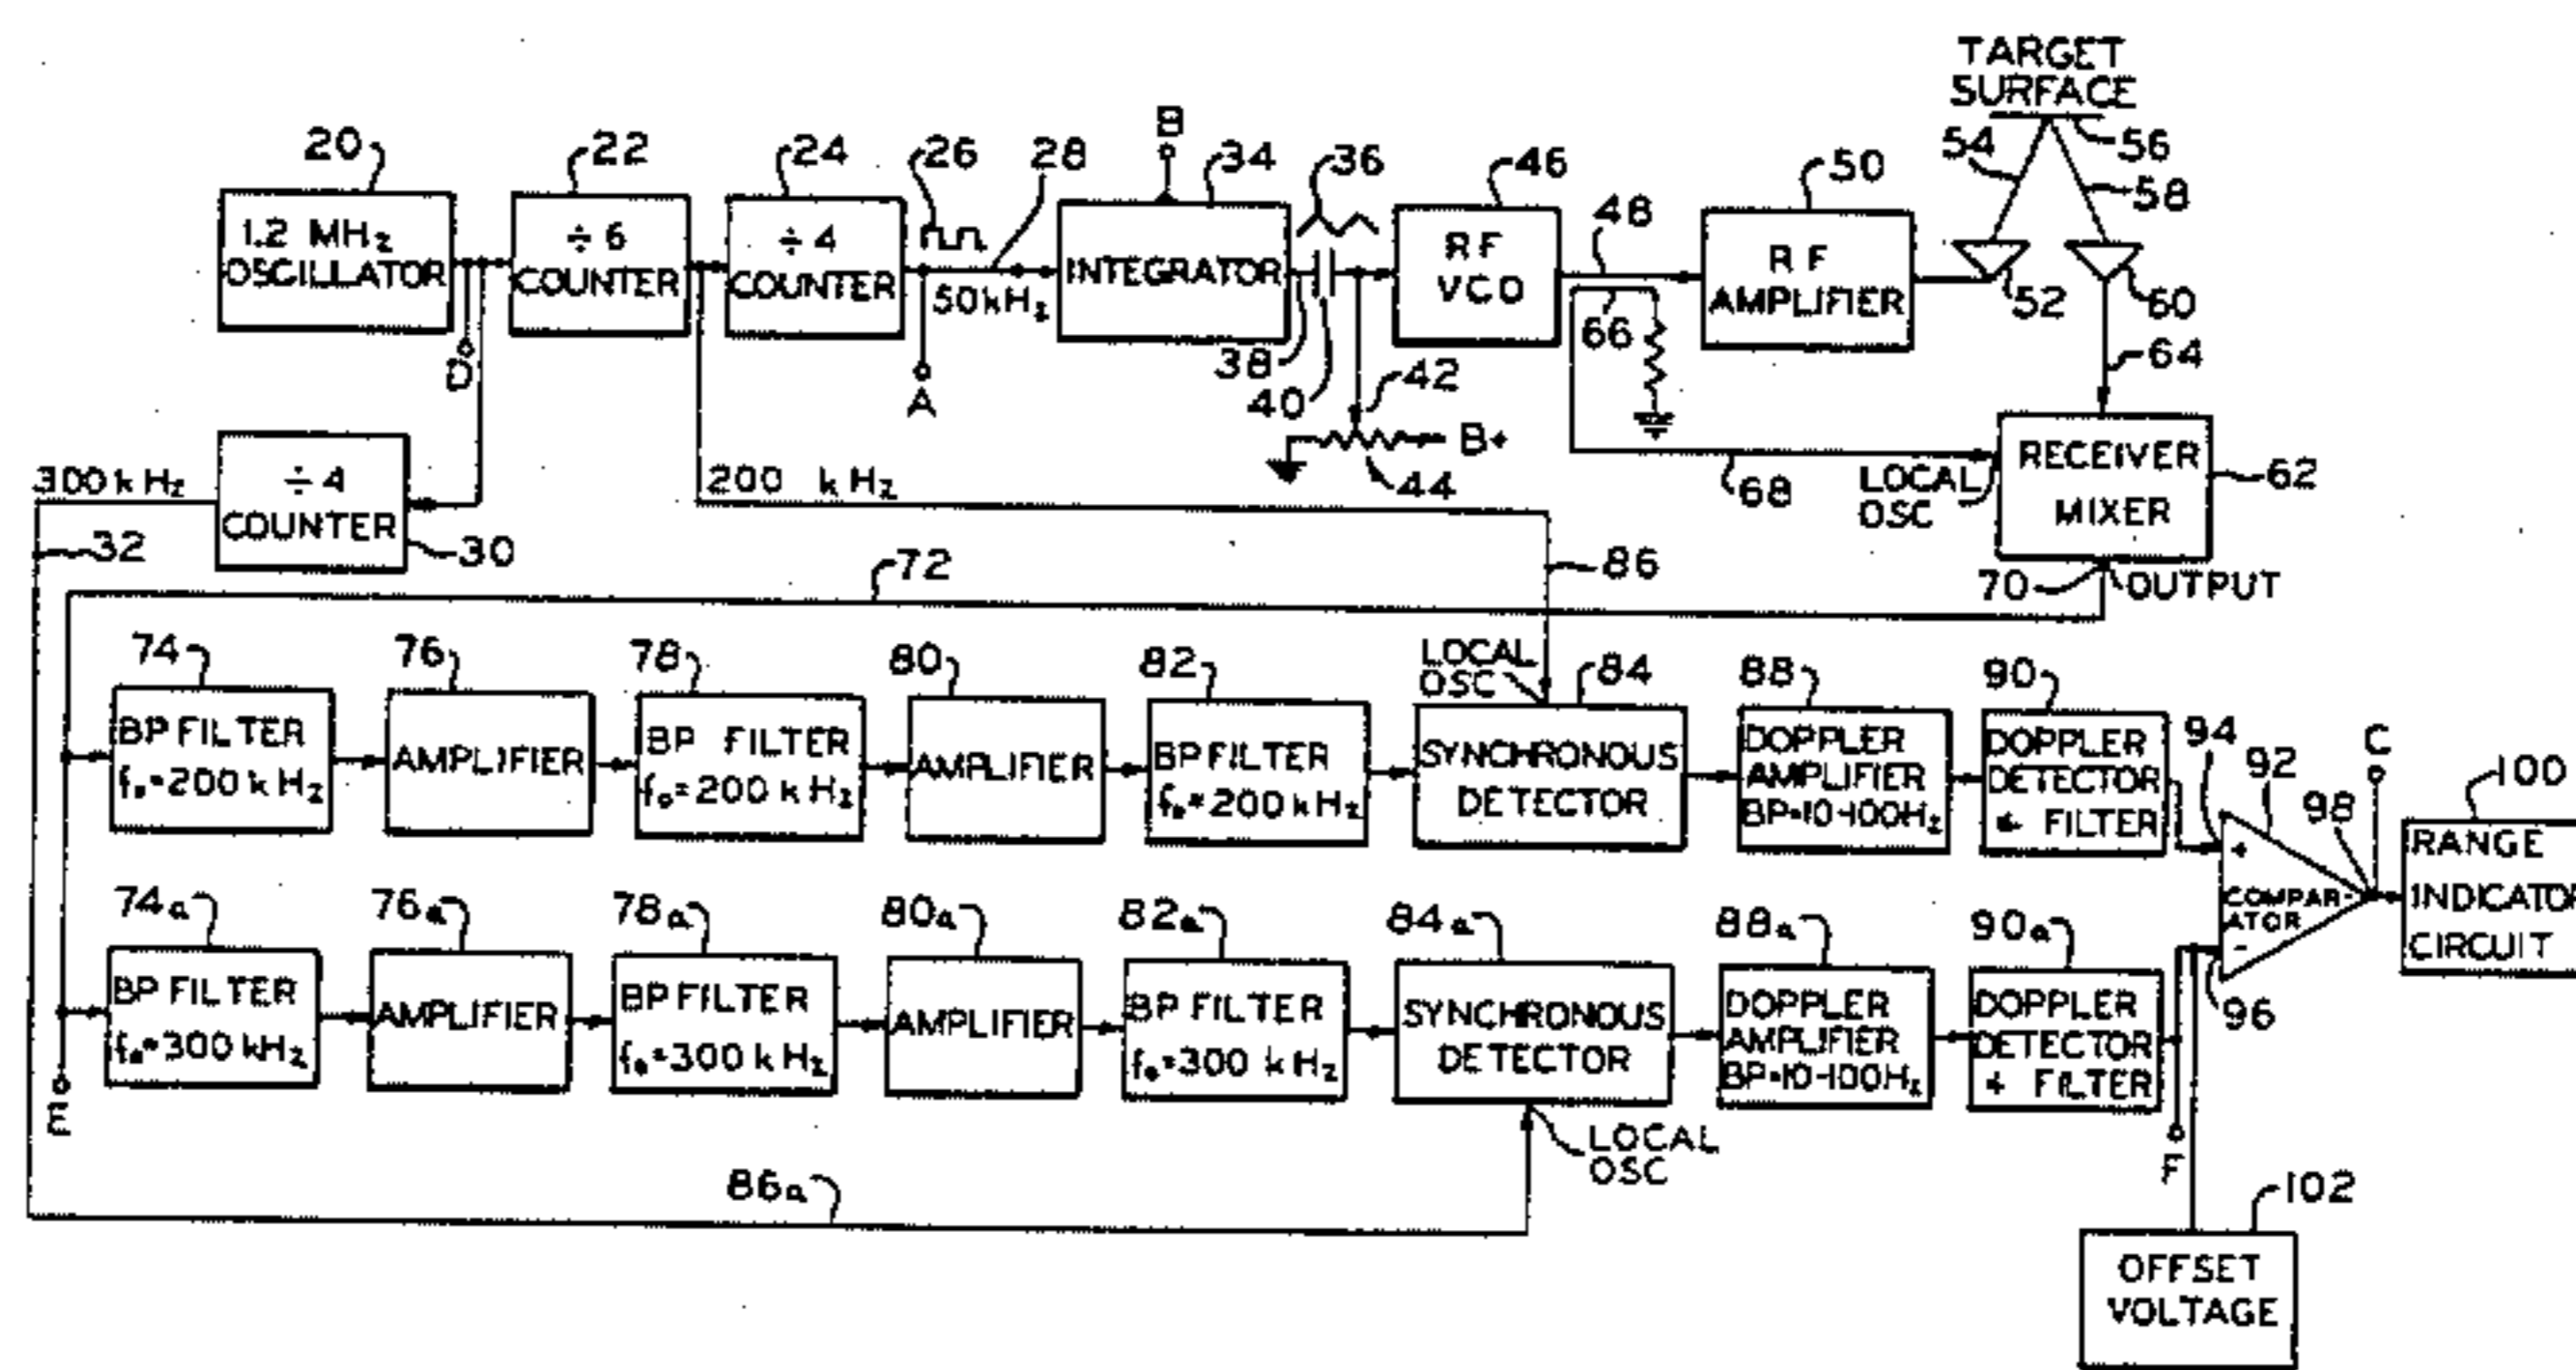 TARGET
SURFACE
20
22
24
26
28
B
34
36
46
48
50
54
56
58
1.2 MHz
OSCILLATOR
÷ 6
COUNTER
÷ 4
COUNTER
50 kHz
INTEGRATOR
RF
VCO
RF
AMPLIFIER
52
60
D
A
38
40
42
66
64
44
B+
300 kHz
÷ 4
COUNTER
200 kHz
68
LOCAL
OSC
RECEIVER
MIXER
62
32
30
72
86
70
OUTPUT
74
76
78
80
82
LOCAL
OSC
84
88
90
BP FILTER
f₀=200 kHz
AMPLIFIER
BP FILTER
f₀=200 kHz
AMPLIFIER
BP FILTER
f₀=200 kHz
SYNCHRONOUS
DETECTOR
DOPPLER
AMPLIFIER
BP=10-100Hz
DOPPLER
DETECTOR
+ FILTER
94
92
98
C
100
+
COMPAR-
ATOR
-
96
RANGE
INDICATOR
CIRCUIT
74a
76a
78a
80a
82a
84a
88a
90a
BP FILTER
f₀=300 kHz
AMPLIFIER
BP FILTER
f₀=300 kHz
AMPLIFIER
BP FILTER
f₀=300 kHz
SYNCHRONOUS
DETECTOR
DOPPLER
AMPLIFIER
BP=10-100Hz
DOPPLER
DETECTOR
+ FILTER
E
LOCAL
OSC
F
86a
102
OFFSET
VOLTAGE